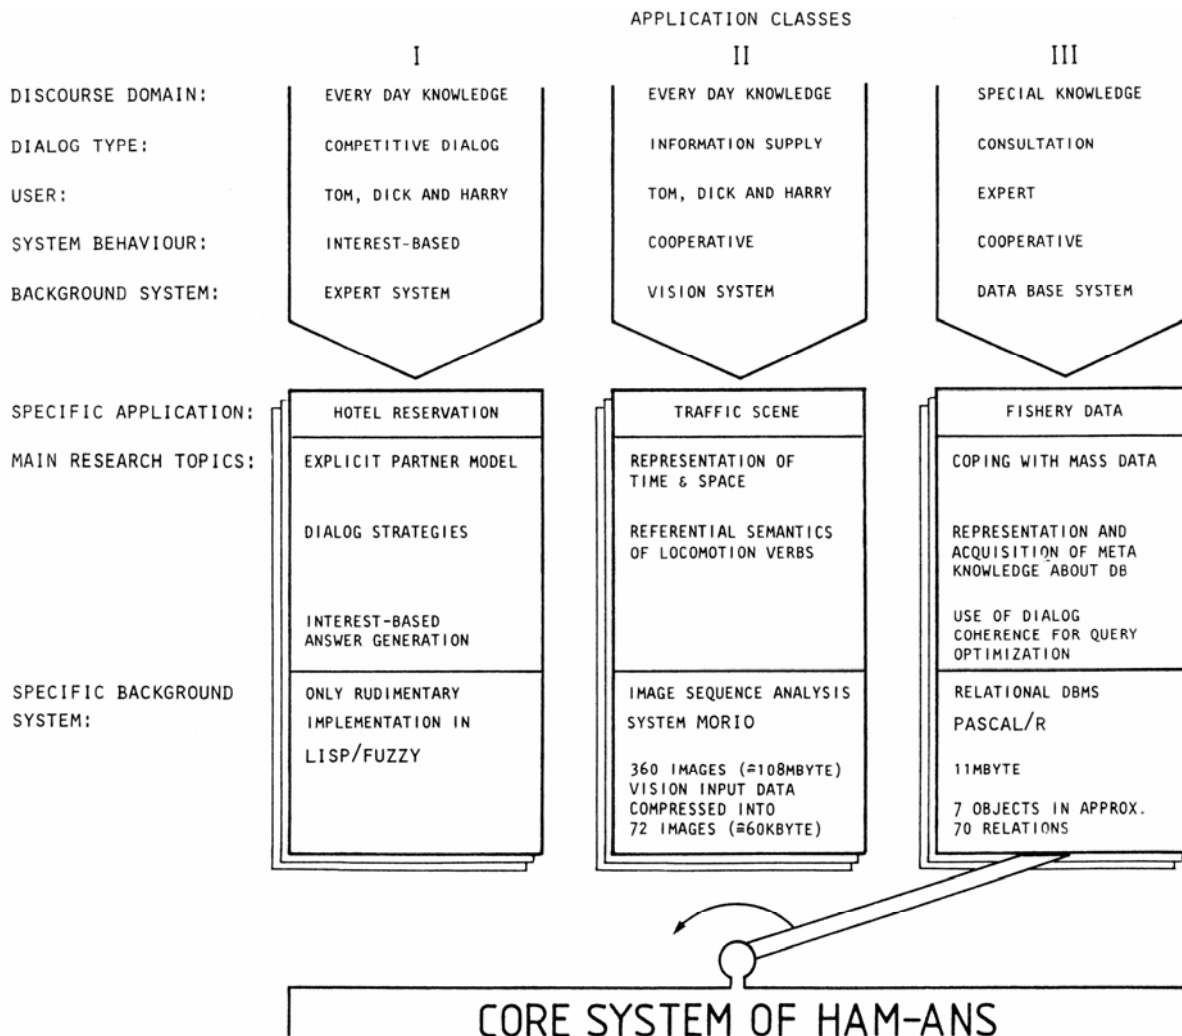 APPLICATION CLASSES
I II III
DISCOURSE DOMAIN: EVERY DAY KNOWLEDGE EVERY DAY KNOWLEDGE SPECIAL KNOWLEDGE
DIALOG TYPE: COMPETITIVE DIALOG INFORMATION SUPPLY CONSULTATION
USER: TOM, DICK AND HARRY TOM, DICK AND HARRY EXPERT
SYSTEM BEHAVIOUR: INTEREST-BASED COOPERATIVE COOPERATIVE
BACKGROUND SYSTEM: EXPERT SYSTEM VISION SYSTEM DATA BASE SYSTEM
SPECIFIC APPLICATION: HOTEL RESERVATION TRAFFIC SCENE FISHERY DATA
MAIN RESEARCH TOPICS:
EXPLICIT PARTNER MODEL
DIALOG STRATEGIES
INTEREST-BASED
ANSWER GENERATION
REPRESENTATION OF
TIME & SPACE
REFERENTIAL SEMANTICS
OF LOCOMOTION VERBS
COPING WITH MASS DATA
REPRESENTATION AND
ACQUISITION OF META
KNOWLEDGE ABOUT DB
USE OF DIALOG
COHERENCE FOR QUERY
OPTIMIZATION
SPECIFIC BACKGROUND
SYSTEM:
ONLY RUDIMENTARY
IMPLEMENTATION IN
LISP/FUZZY
IMAGE SEQUENCE ANALYSIS
SYSTEM MORIO
360 IMAGES (≙108MBYTE)
VISION INPUT DATA
COMPRESSED INTO
72 IMAGES (≙60KBYTE)
RELATIONAL DBMS
PASCAL/R
11MBYTE
7 OBJECTS IN APPROX.
70 RELATIONS
CORE SYSTEM OF HAM-ANS